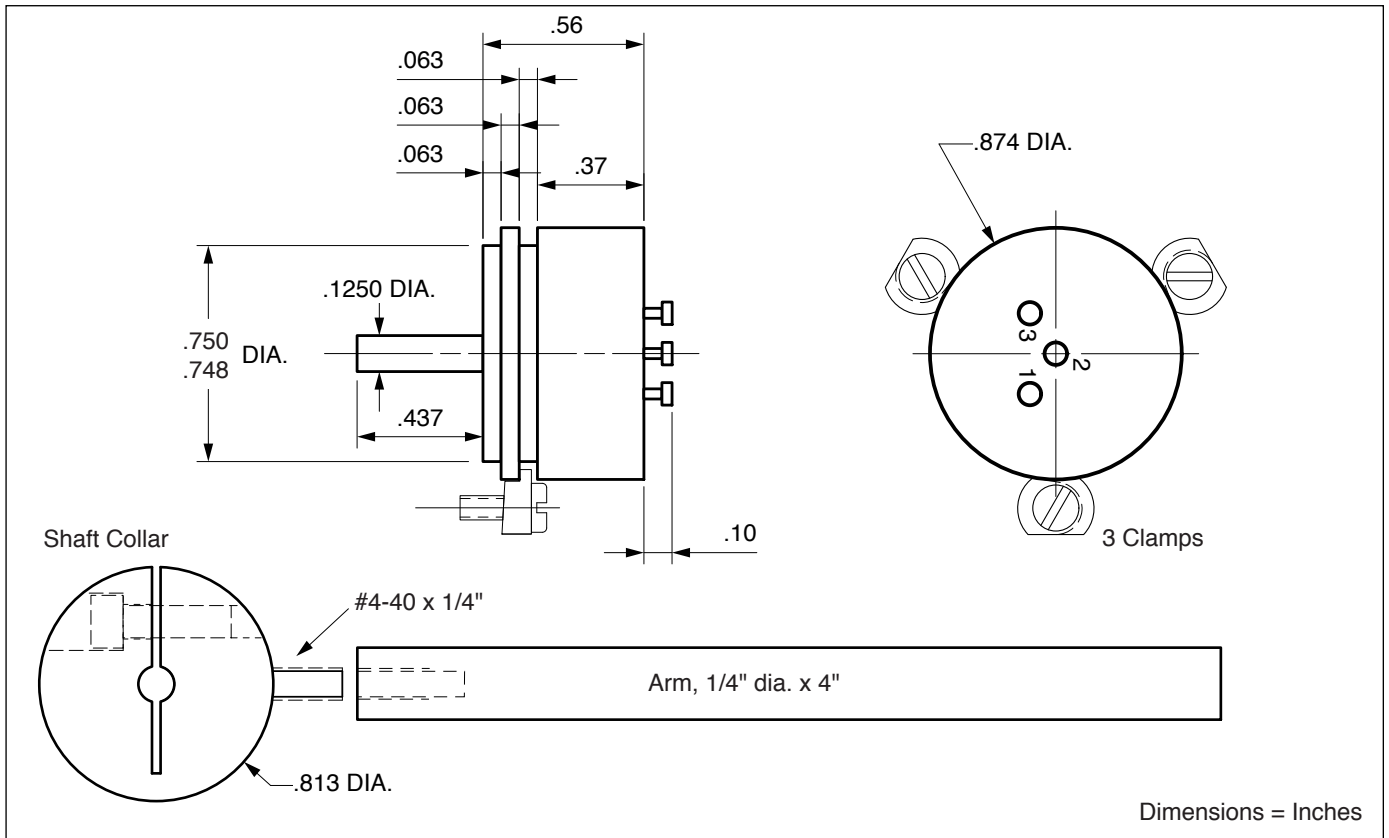 .56
.063
.063
.063
.37
.874 DIA.
.1250 DIA.
.750
.748
DIA.
.437
3
2
1
.10
3 Clamps
Shaft Collar
#4-40 x 1/4"
Arm, 1/4" dia. x 4"
.813 DIA.
Dimensions = Inches